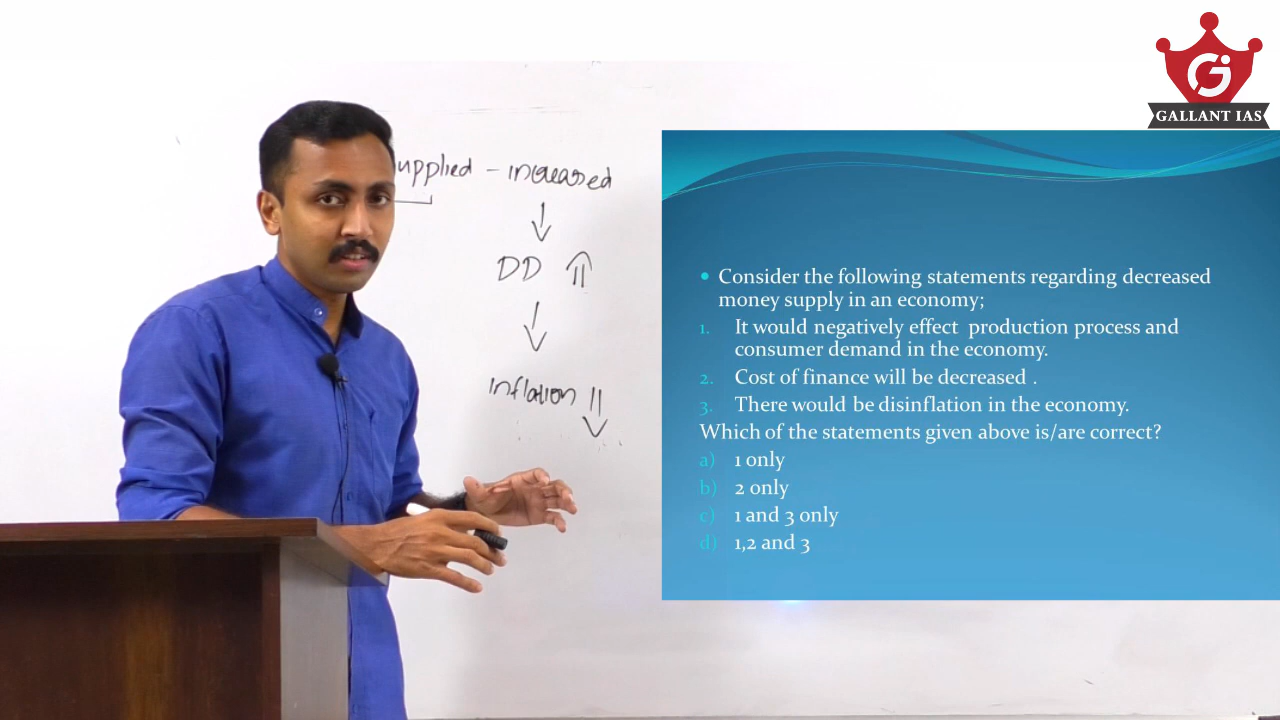 GALLANT IAS
upplied - increased
DD
Inflation
• Consider the following statements regarding decreased
money supply in an economy;
1. It would negatively effect production process and
consumer demand in the economy.
2. Cost of finance will be decreased .
3. There would be disinflation in the economy.
Which of the statements given above is/are correct?
a) 1 only
b) 2 only
c) 1 and 3 only
d) 1,2 and 3